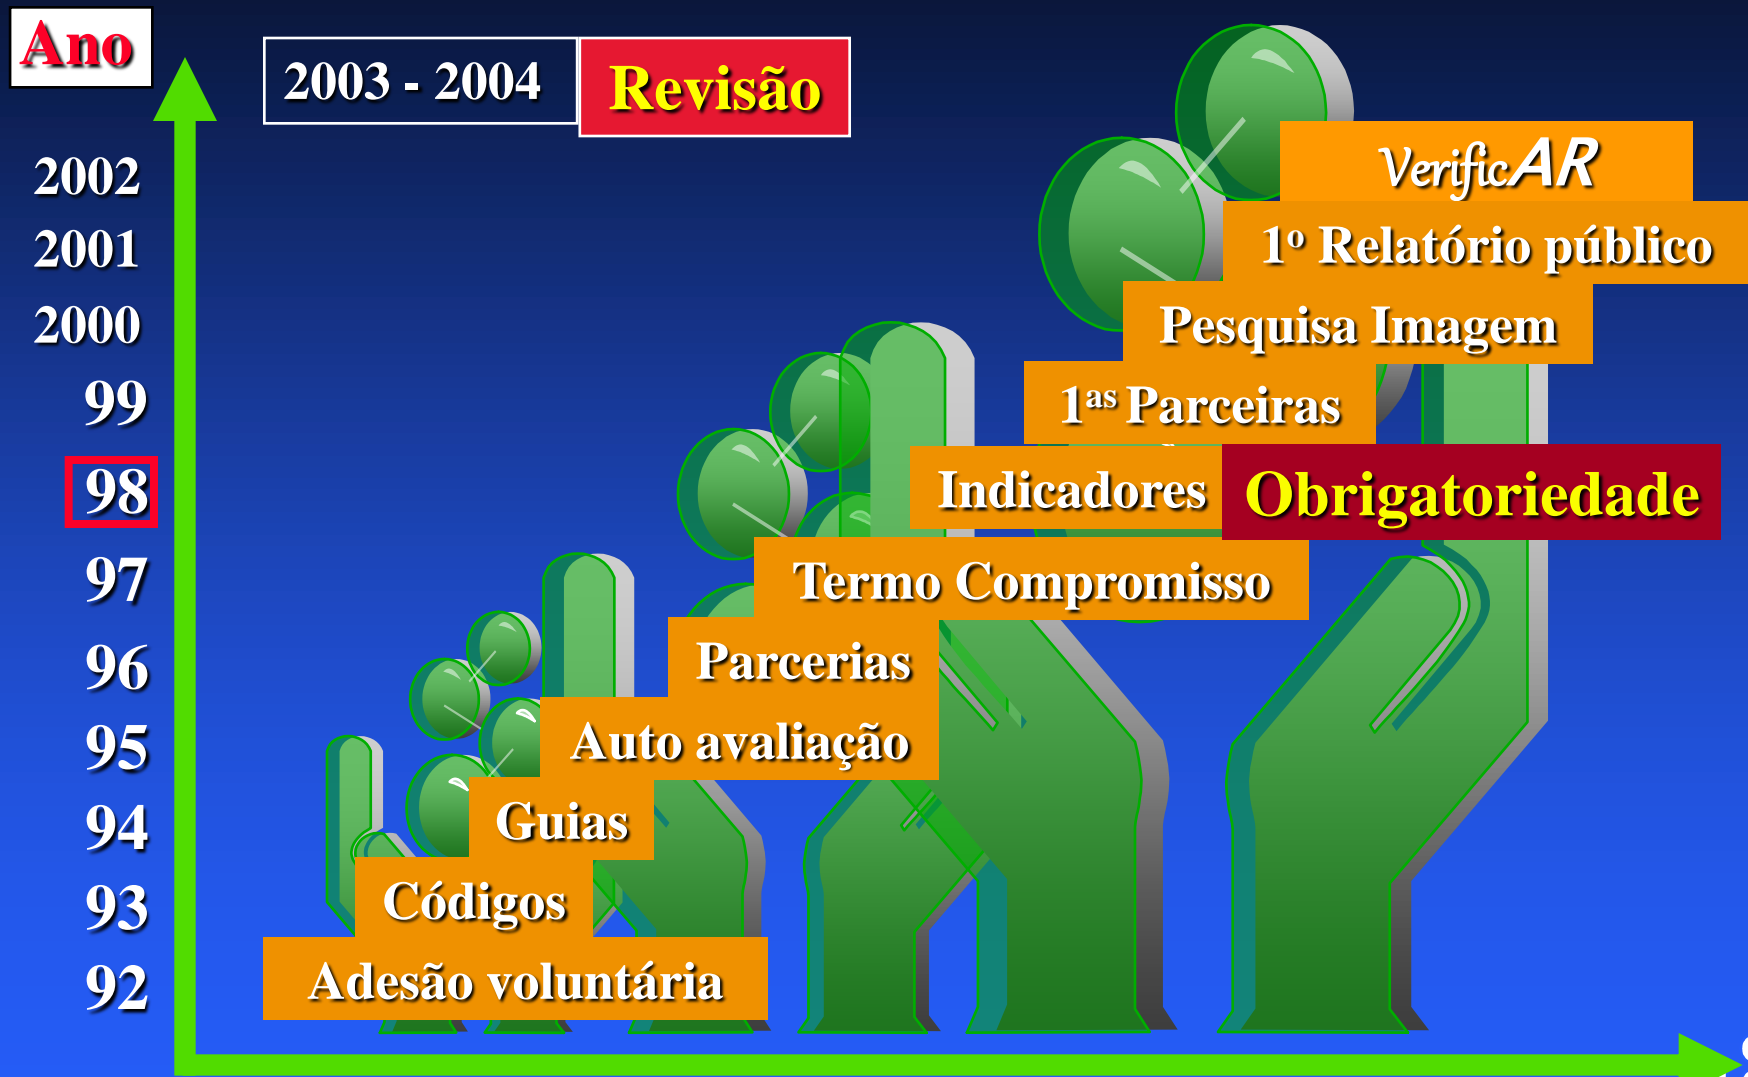 Ano
2003 - 2004 Revisão
2002 VerificAR
2001 1º Relatório público
2000 Pesquisa Imagem
99 1as Parceiras
98 Indicadores Obrigatoriedade
97 Termo Compromisso
96 Parcerias
95 Auto avaliação
94 Guias
93 Códigos
92 Adesão voluntária